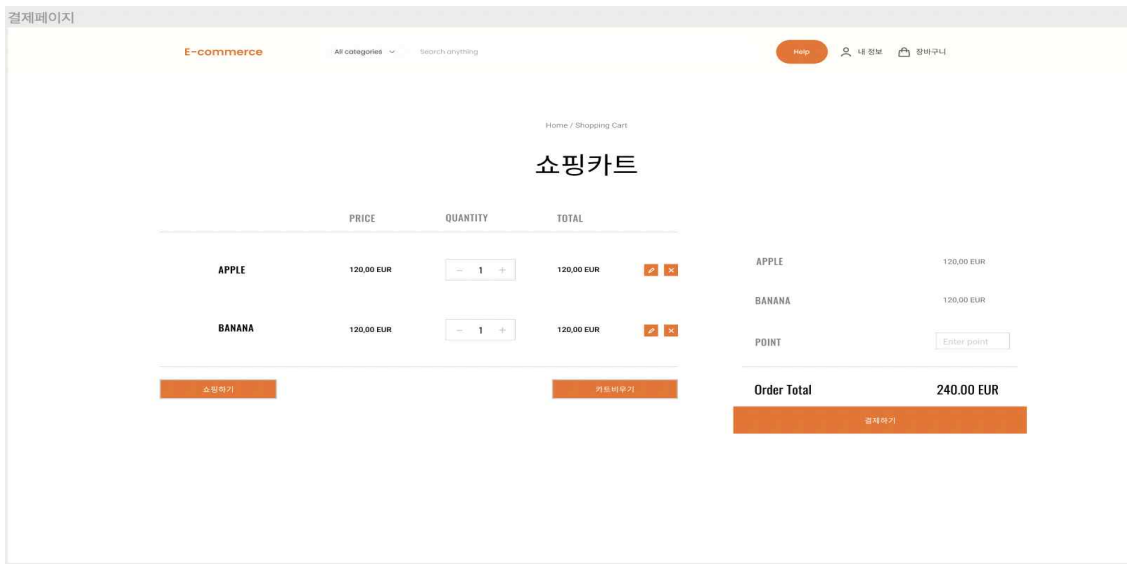 결제페이지
E-commerce All categories Search anything Help 내 정보 장바구니
Home / Shopping Cart
쇼핑카트
PRICE QUANTITY TOTAL
APPLE 120,00 EUR − 1 + 120,00 EUR
BANANA 120,00 EUR − 1 + 120,00 EUR
쇼핑하기 카트비우기
APPLE 120,00 EUR
BANANA 120,00 EUR
POINT Enter point
Order Total 240.00 EUR
결제하기